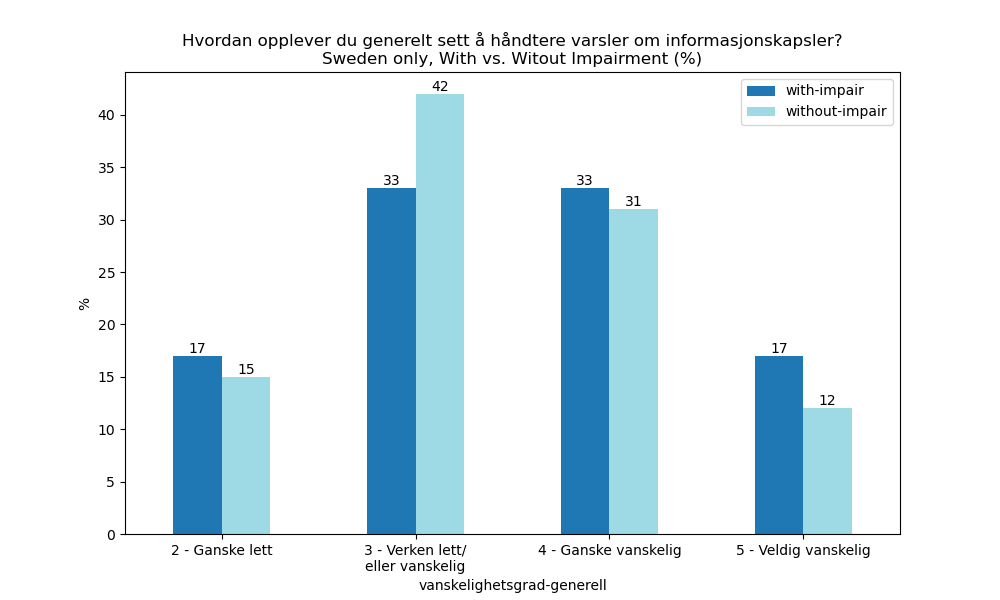 Hvordan opplever du generelt sett å håndtere varsler om informasjonskapsler?
Sweden only, With vs. Witout Impairment (%)
with-impair
without-impair
%
40
35
30
25
20
15
10
5
0
17
15
33
42
33
31
17
12
2 - Ganske lett
3 - Verken lett/
eller vanskelig
4 - Ganske vanskelig
5 - Veldig vanskelig
vanskelighetsgrad-generell